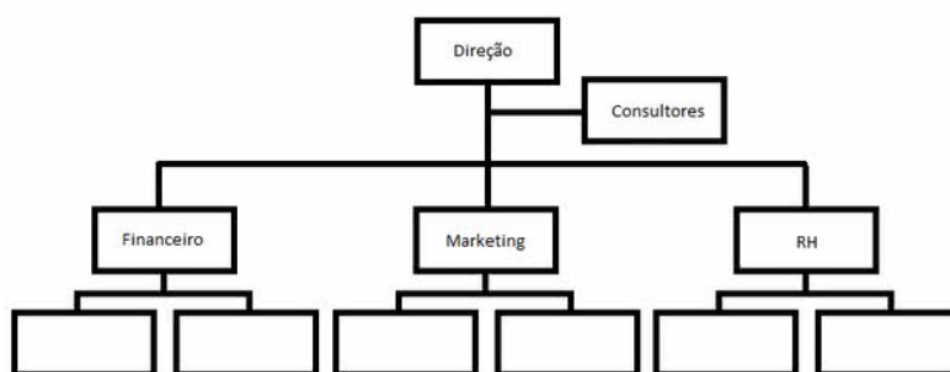 Direção
Consultores
Financeiro
Marketing
RH